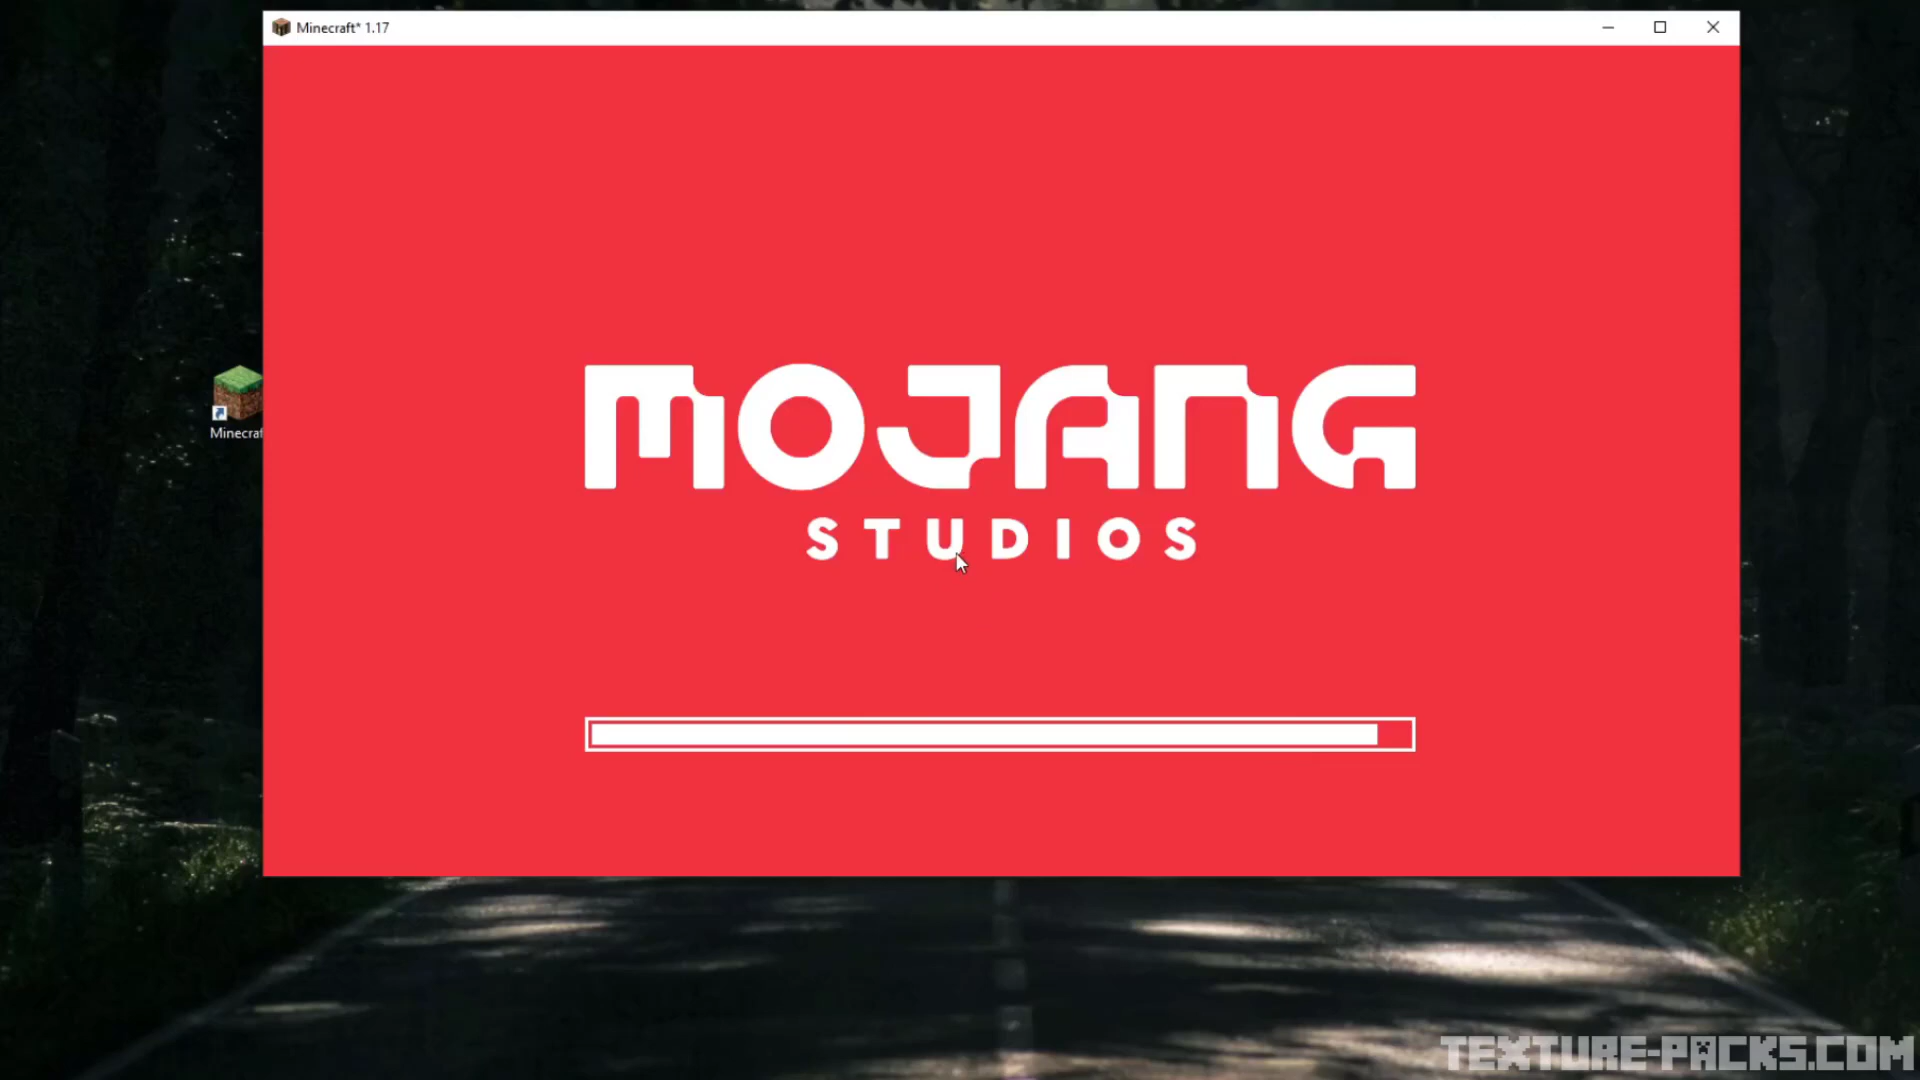 Minecraft* 1.17
MOJANG
STUDIOS
Minecraf
TEXTURE-PACKS.COM